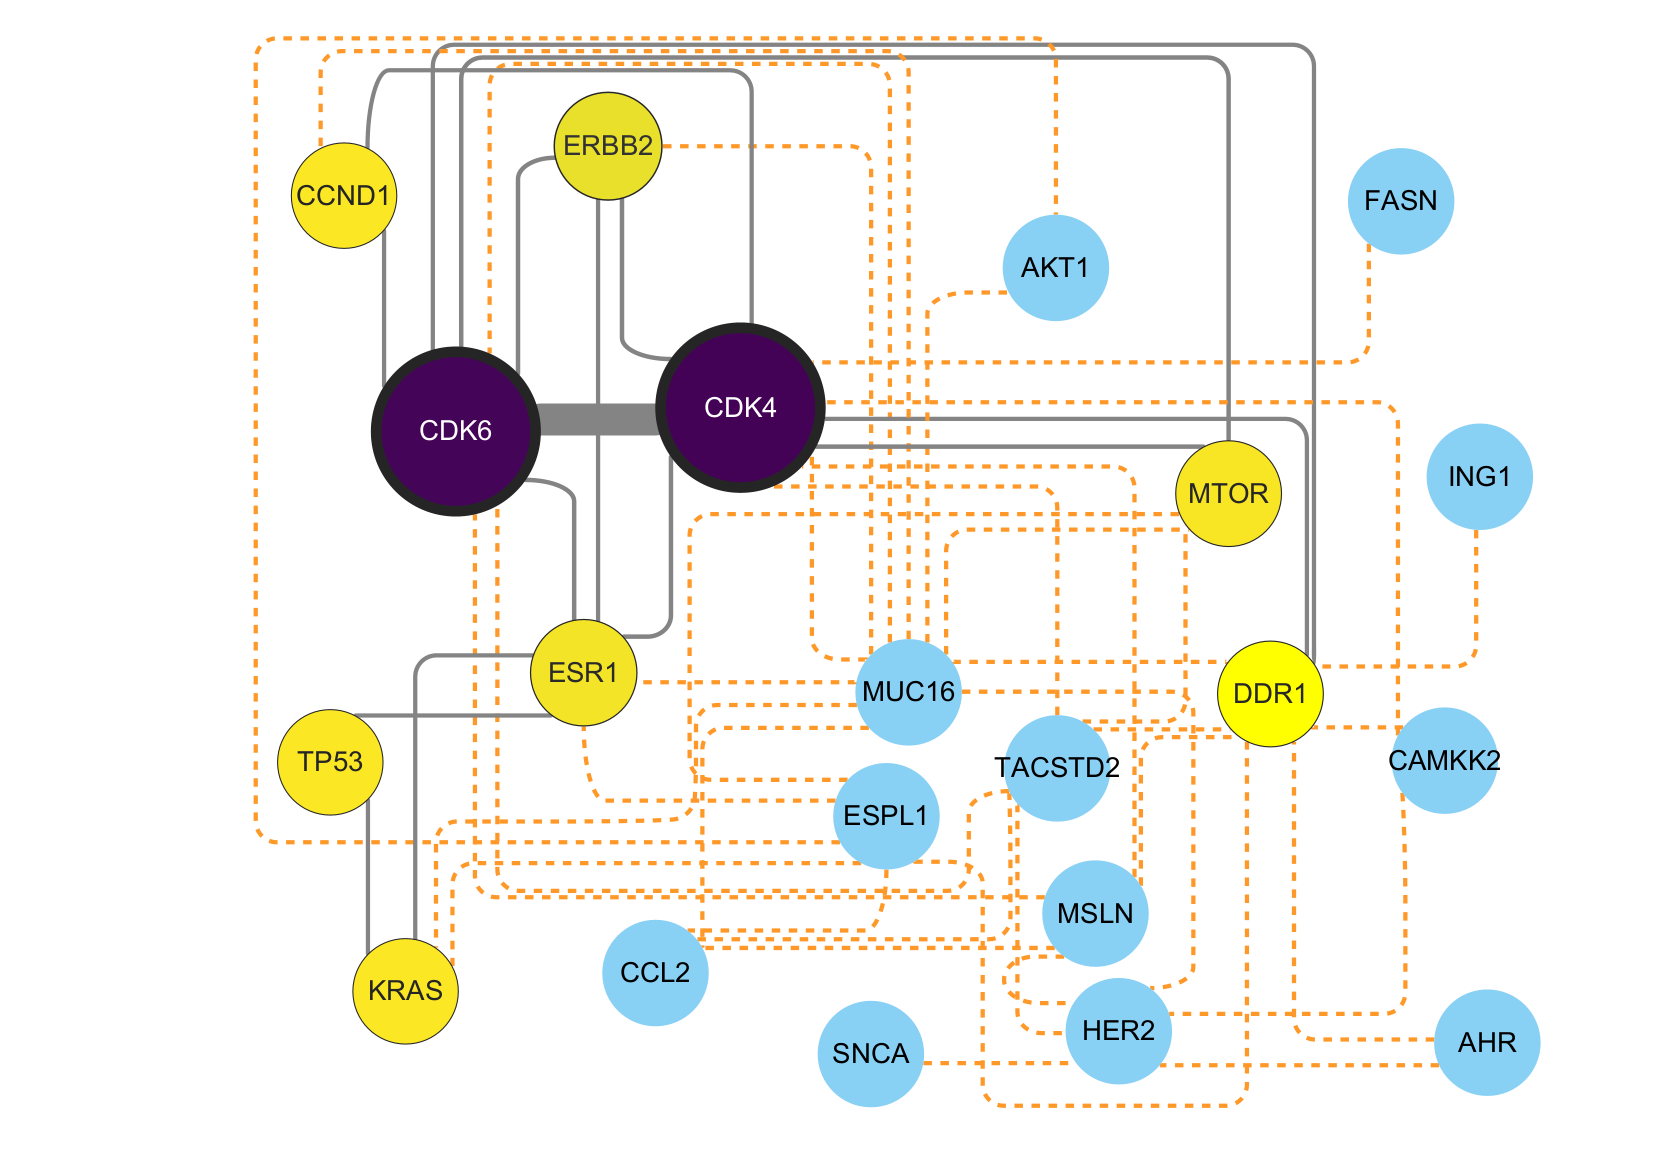 ERBB2
CCND1
FASN
AKT1
CDK4
CDK6
ING1
MTOR
ESR1
MUC16
DDR1
TP53
TACSTD2
CAMKK2
ESPL1
MSLN
CCL2
KRAS
HER2
SNCA
AHR